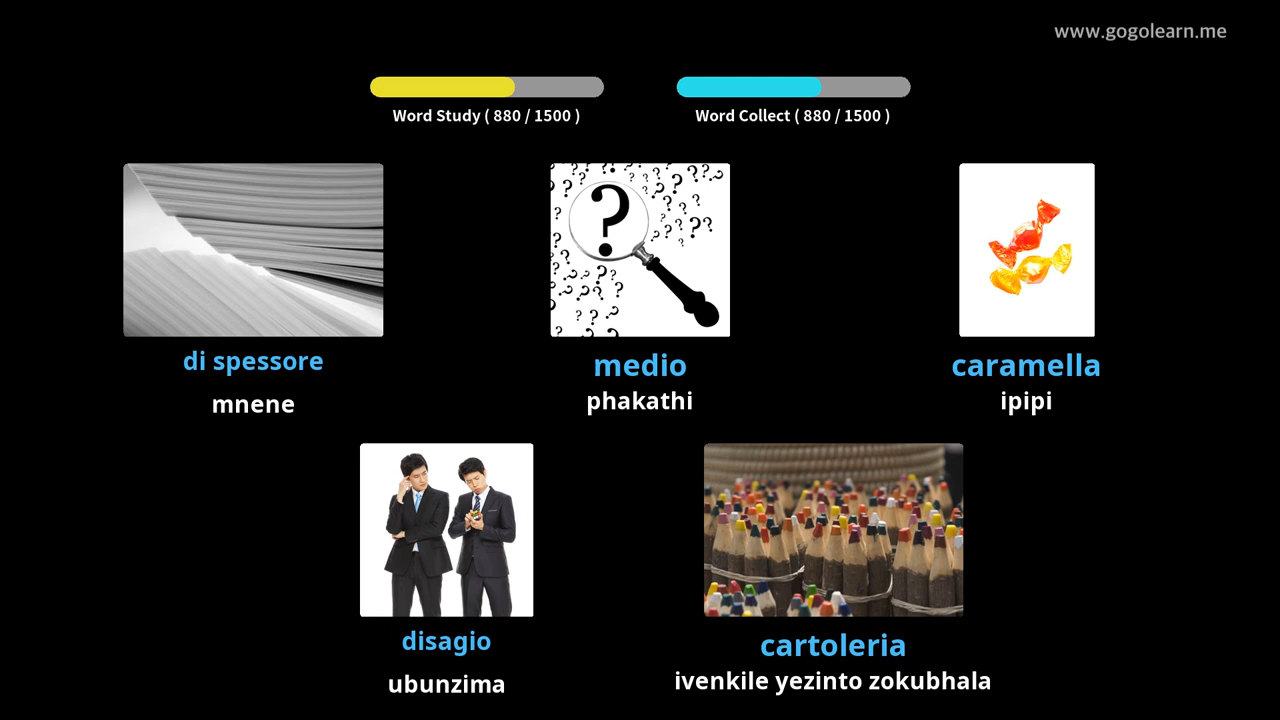 www.gogolearn.me
Word Study ( 880 / 1500 )
Word Collect ( 880 / 1500 )
di spessore
mnene
medio
phakathi
caramella
ipipi
disagio
ubunzima
cartoleria
ivenkile yezinto zokubhala